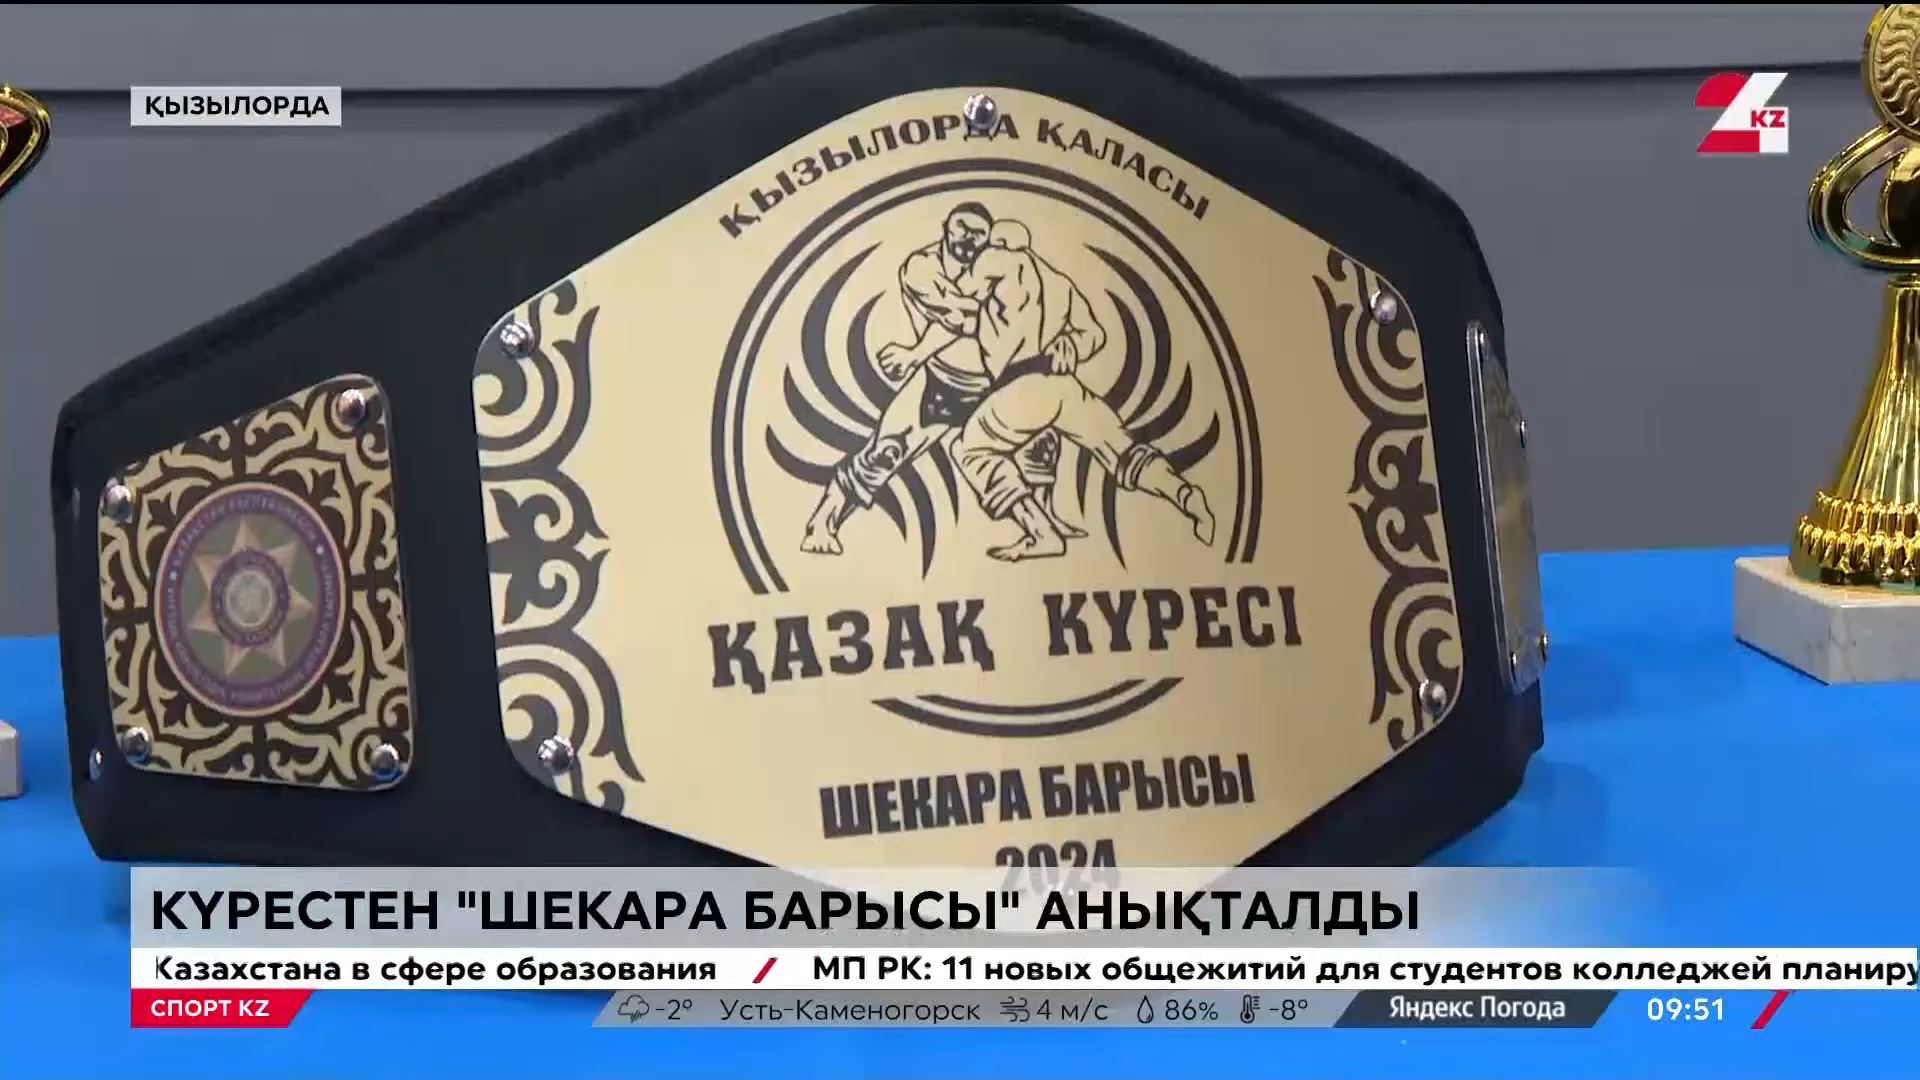 ҚЫЗЫЛОРДА
KZ
ҚЫЗЫЛОРДА ҚАЛАСЫ
ҚАЗАҚ КҮРЕСІ
ШЕКАРА БАРЫСЫ
2024
КҮРЕСТЕН "ШЕКАРА БАРЫСЫ" АНЫҚТАЛДЫ
Казахстана в сфере образования / МП РК: 11 новых общежитий для студентов колледжей планиру
СПОРТ KZ
-2° Усть-Каменогорск 4 м/с 86% -8° Яндекс Погода 09:51